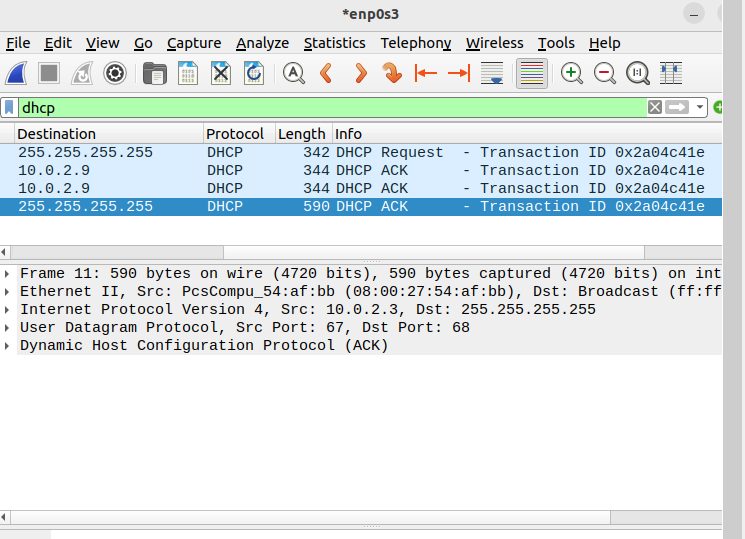 *enp0s3
File Edit View Go Capture Analyze Statistics Telephony Wireless Tools Help
dhcp
Destination Protocol Length Info
255.255.255.255 DHCP 342 DHCP Request - Transaction ID 0x2a04c41e
10.0.2.9 DHCP 344 DHCP ACK - Transaction ID 0x2a04c41e
10.0.2.9 DHCP 344 DHCP ACK - Transaction ID 0x2a04c41e
255.255.255.255 DHCP 590 DHCP ACK - Transaction ID 0x2a04c41e
Frame 11: 590 bytes on wire (4720 bits), 590 bytes captured (4720 bits) on int
Ethernet II, Src: PcsCompu_54:af:bb (08:00:27:54:af:bb), Dst: Broadcast (ff:ff
Internet Protocol Version 4, Src: 10.0.2.3, Dst: 255.255.255.255
User Datagram Protocol, Src Port: 67, Dst Port: 68
Dynamic Host Configuration Protocol (ACK)